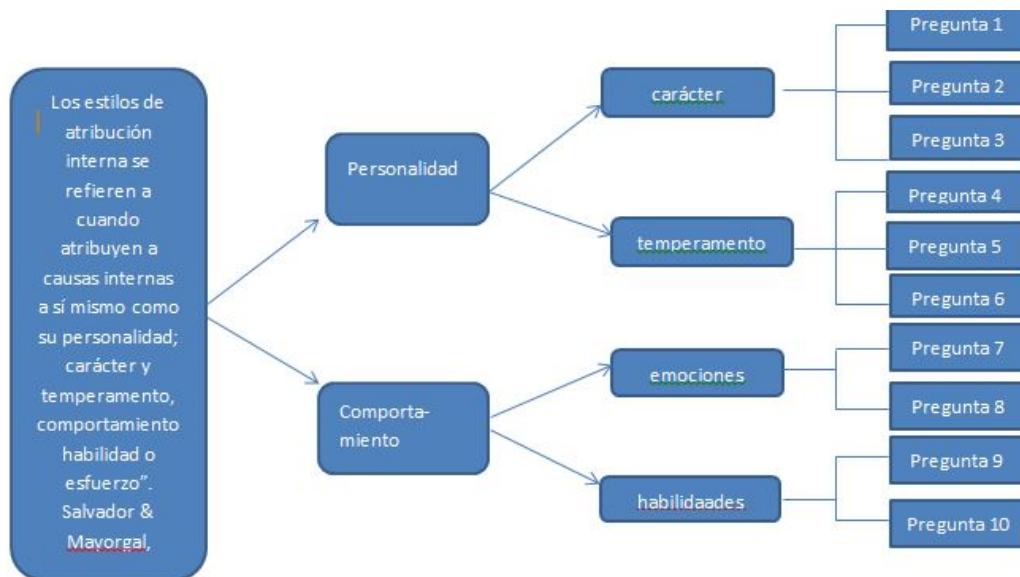 Los estilos de
atribución
interna se
refieren a
cuando
atribuyen a
causas internas
a sí mismo como
su personalidad;
carácter y
temperamento,
comportamiento
habilidad o
esfuerzo”.
Salvador &
Mayorgal,
Personalidad
Comporta-
miento
carácter
temperamento
emociones
habilidaades
Pregunta 1
Pregunta 2
Pregunta 3
Pregunta 4
Pregunta 5
Pregunta 6
Pregunta 7
Pregunta 8
Pregunta 9
Pregunta 10